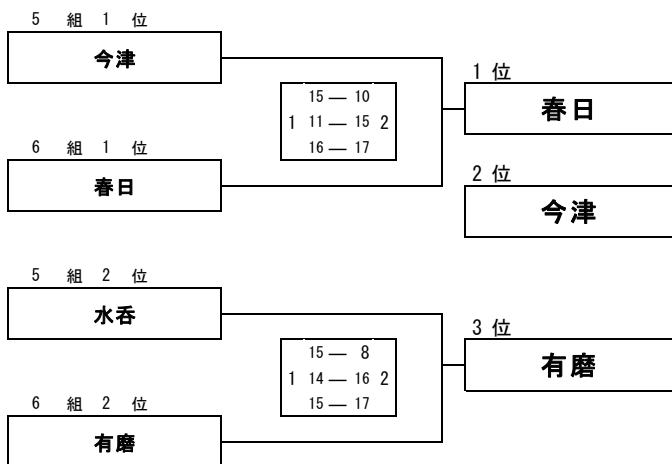 5 組 1 位
今津
15 ― 10
1 11 ― 15 2
16 ― 17
6 組 1 位
春日
1 位
春日
2 位
今津
5 組 2 位
水呑
15 ― 8
1 14 ― 16 2
15 ― 17
6 組 2 位
有磨
3 位
有磨